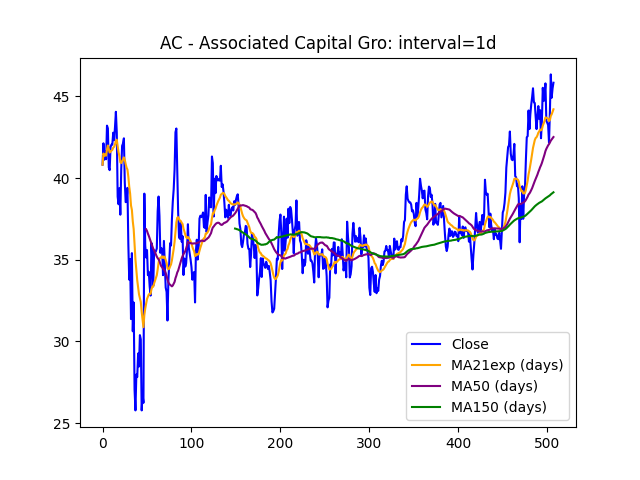 AC - Associated Capital Gro: interval=1d
45
40
35
30
25
0 100 200 300 400 500
Close
MA21exp (days)
MA50 (days)
MA150 (days)